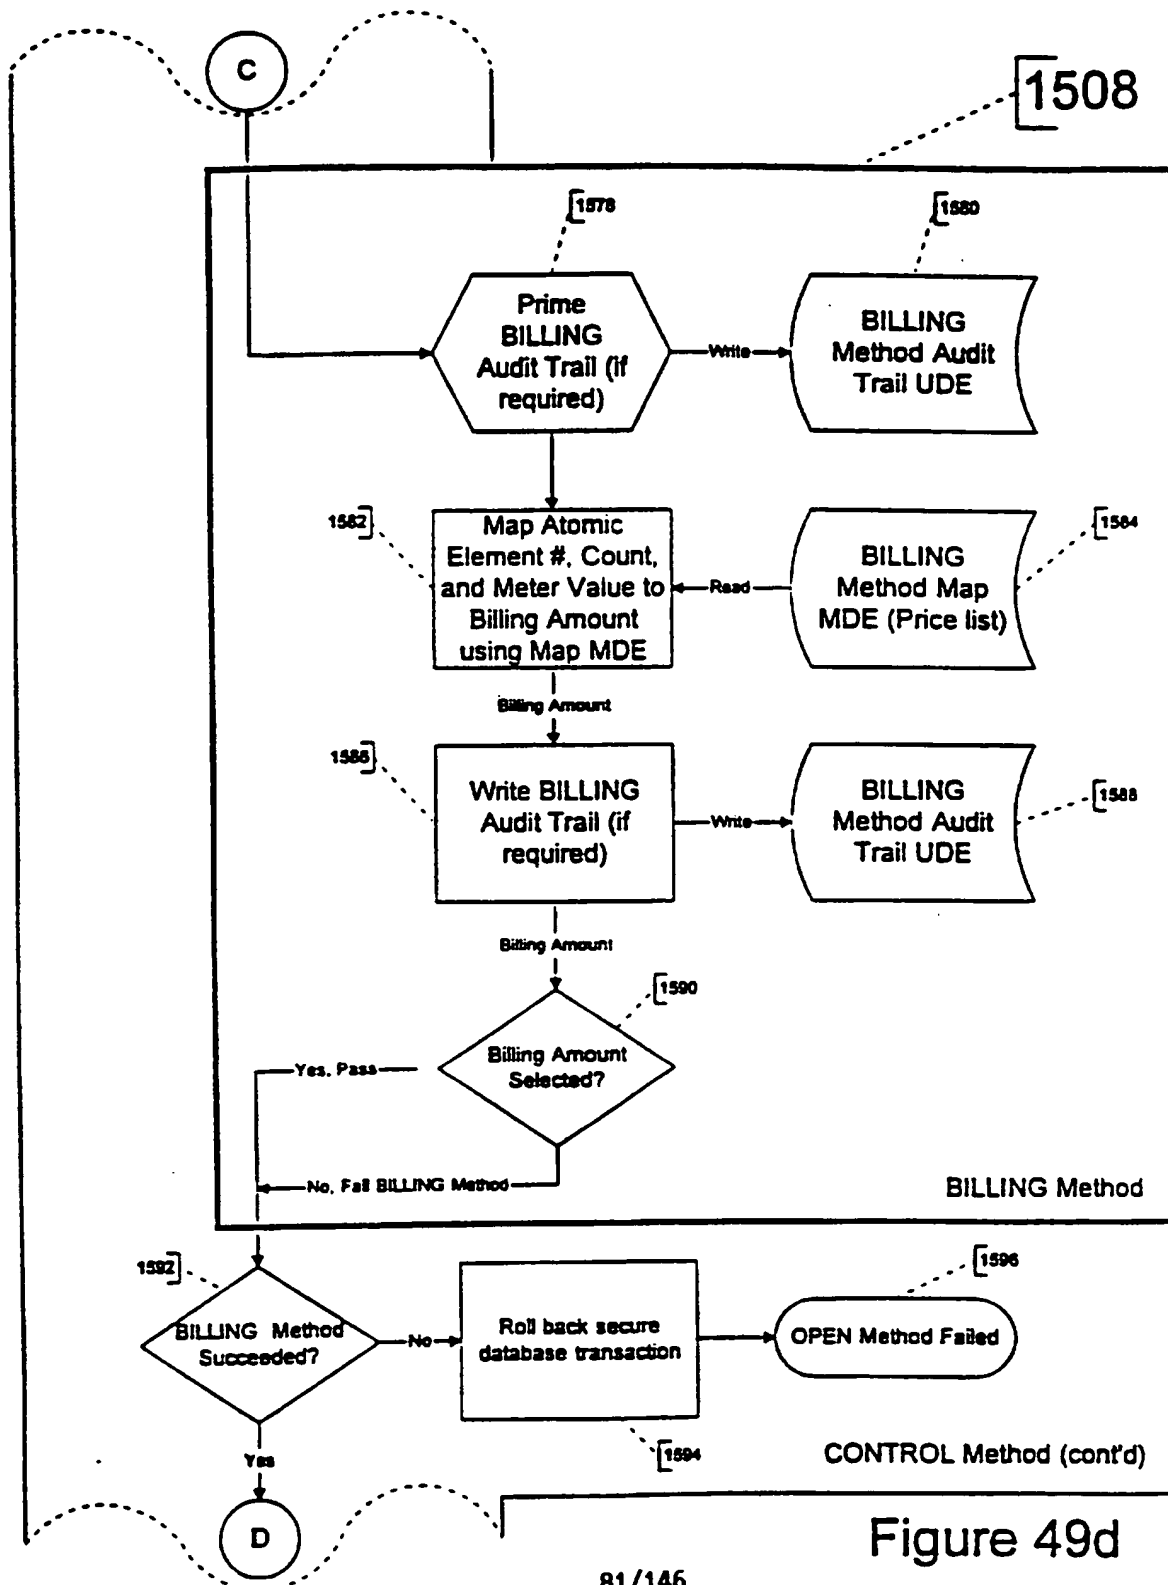 C
1508
1578
1580
Prime
BILLING
Audit Trail (if
required)
Write
BILLING
Method Audit
Trail UDE
1582
Map Atomic
Element #, Count,
and Meter Value to
Billing Amount
using Map MDE
Read
BILLING
Method Map
MDE (Price list)
1584
Billing Amount
1586
Write BILLING
Audit Trail (if
required)
Write
BILLING
Method Audit
Trail UDE
1588
Billing Amount
1590
Billing Amount
Selected?
Yes, Pass
No, Fail BILLING Method
BILLING Method
1592
BILLING Method
Succeeded?
No
Roll back secure
database transaction
1596
OPEN Method Failed
1594
Yes
CONTROL Method (cont'd)
D
Figure 49d
81/146